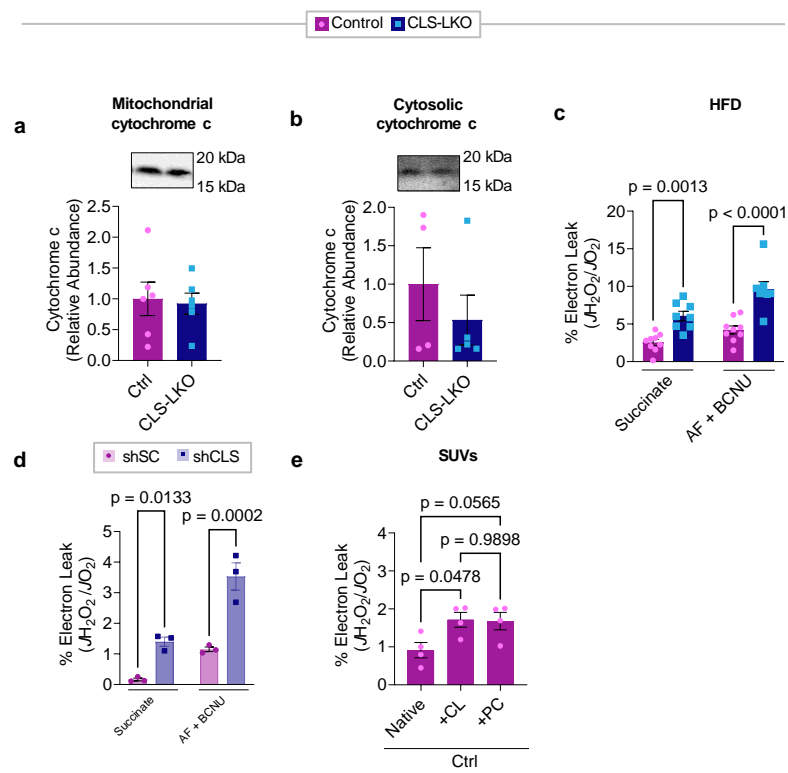 Control CLS-LKO
a
Mitochondrial
cytochrome c
20 kDa
15 kDa
Cytochrome c
(Relative Abundance)
2.5
2.0
1.5
1.0
0.5
0.0
Ctrl
CLS-LKO
b
Cytosolic
cytochrome c
20 kDa
15 kDa
Cytochrome c
(Relative Abundance)
2.0
1.5
1.0
0.5
0.0
Ctrl
CLS-LKO
c
HFD
p = 0.0013
p < 0.0001
% Electron Leak
(JH2O2/JO2)
20
15
10
5
0
Succinate
AF + BCNU
d
shSC shCLS
p = 0.0133
p = 0.0002
% Electron Leak
(JH2O2/JO2)
5
4
3
2
1
0
Succinate
AF + BCNU
e
SUVs
p = 0.0565
p = 0.9898
p = 0.0478
% Electron Leak
(JH2O2/JO2)
4
3
2
1
0
Native
+CL
+PC
Ctrl